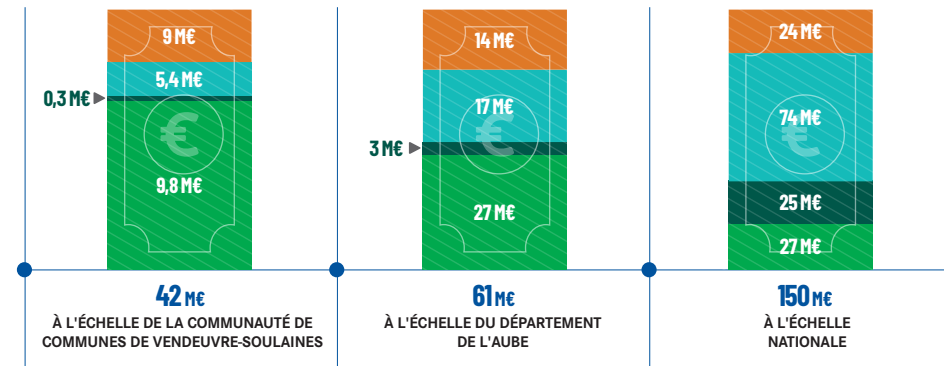 9 M€
5,4 M€
0,3 M€
9,8 M€
42 M€
À L'ÉCHELLE DE LA COMMUNAUTÉ DE
COMMUNES DE VENDEUVRE-SOULAINES
14 M€
17 M€
3 M€
27 M€
61 M€
À L'ÉCHELLE DU DÉPARTEMENT
DE L'AUBE
24 M€
74 M€
25 M€
27 M€
150 M€
À L'ÉCHELLE
NATIONALE